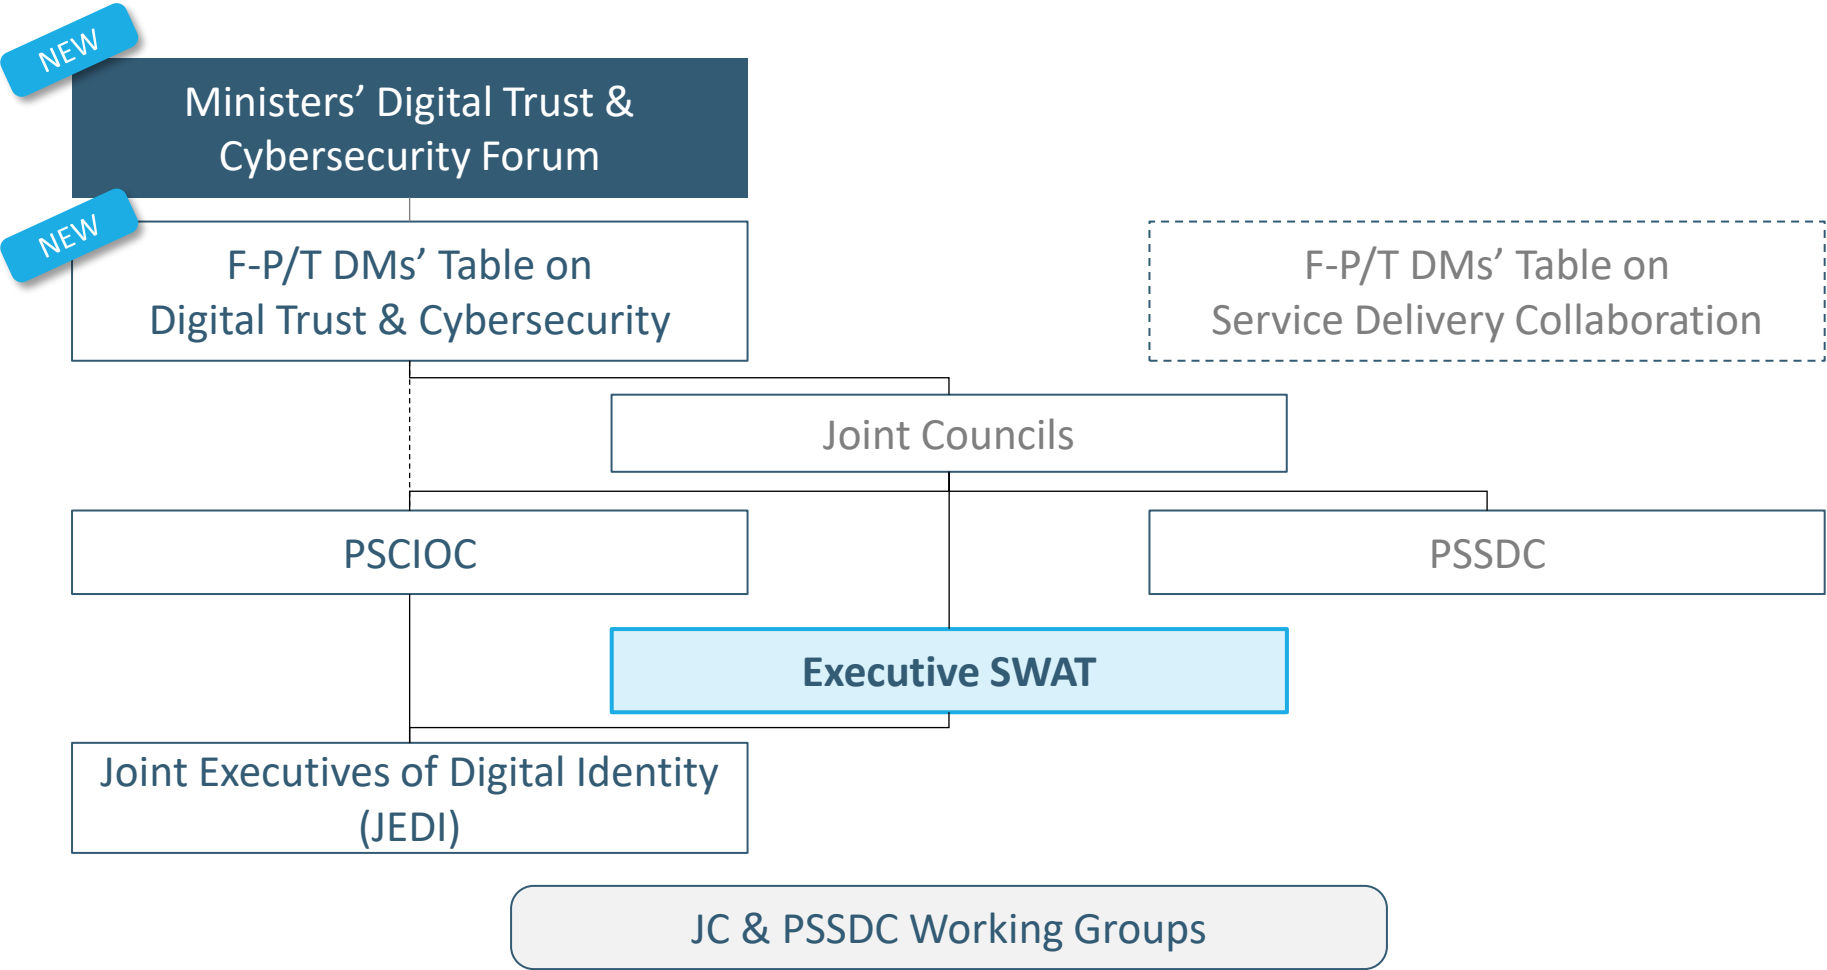 NEW
Ministers’ Digital Trust &
Cybersecurity Forum
NEW
F-P/T DMs’ Table on
Digital Trust & Cybersecurity
F-P/T DMs’ Table on
Service Delivery Collaboration
Joint Councils
PSCIOC
PSSDC
Executive SWAT
Joint Executives of Digital Identity
(JEDI)
JC & PSSDC Working Groups